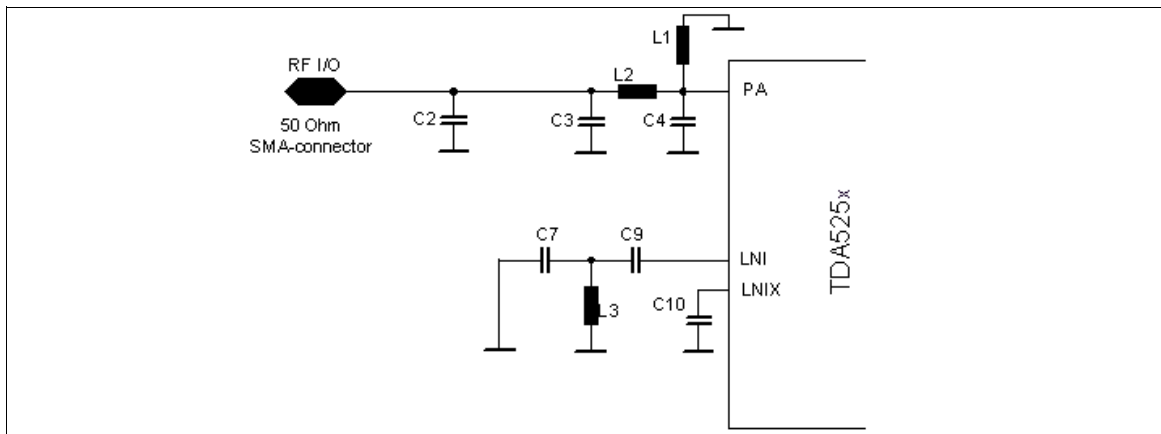 L1
RF I/O
L2
PA
C2
C3
C4
50 Ohm
SMA-connector
TDA525x
C7
C9
LNI
LNIX
C10
L3